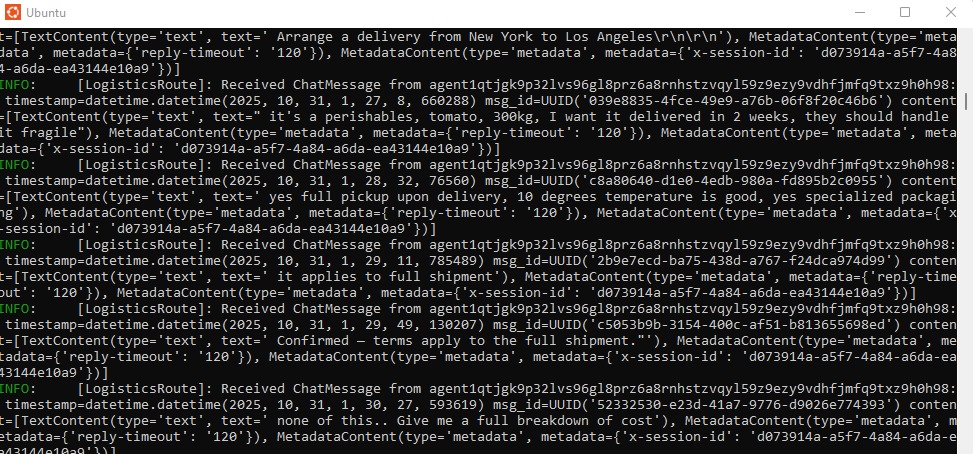 Ubuntu
t=[TextContent(type='text', text=' Arrange a delivery from New York to Los Angeles\r\n\r\n'), MetadataContent(type='meta
data', metadata={'reply-timeout': '120'}), MetadataContent(type='metadata', metadata={'x-session-id': 'd073914a-a5f7-4a8
4-a6da-ea43144e10a9'})]
INFO:     [LogisticsRoute]: Received ChatMessage from agent1qtjgk9p32lvs96gl8prz6a8rnhstzvqyl59z9ezy9vdhfjmfq9txz9h0h98:
 timestamp=datetime.datetime(2025, 10, 31, 1, 27, 8, 660288) msg_id=UUID('039e8835-4fce-49e9-a76b-06f8f20c46b6') content
=[TextContent(type='text', text=" it's a perishables, tomato, 300kg, I want it delivered in 2 weeks, they should handle
it fragile"), MetadataContent(type='metadata', metadata={'reply-timeout': '120'}), MetadataContent(type='metadata', meta
data={'x-session-id': 'd073914a-a5f7-4a84-a6da-ea43144e10a9'})]
INFO:     [LogisticsRoute]: Received ChatMessage from agent1qtjgk9p32lvs96gl8prz6a8rnhstzvqyl59z9ezy9vdhfjmfq9txz9h0h98:
 timestamp=datetime.datetime(2025, 10, 31, 1, 28, 32, 76560) msg_id=UUID('c8a80640-d1e0-4edb-980a-fd895b2c0955') content
=[TextContent(type='text', text=' yes full pickup upon delivery, 10 degrees temperature is good, yes specialized packagi
ng'), MetadataContent(type='metadata', metadata={'reply-timeout': '120'}), MetadataContent(type='metadata', metadata={'x
-session-id': 'd073914a-a5f7-4a84-a6da-ea43144e10a9'})]
INFO:     [LogisticsRoute]: Received ChatMessage from agent1qtjgk9p32lvs96gl8prz6a8rnhstzvqyl59z9ezy9vdhfjmfq9txz9h0h98:
 timestamp=datetime.datetime(2025, 10, 31, 1, 29, 11, 785489) msg_id=UUID('2b9e7ecd-ba75-438d-a767-f24dca974d99') conten
t=[TextContent(type='text', text=' it applies to full shipment'), MetadataContent(type='metadata', metadata={'reply-time
out': '120'}), MetadataContent(type='metadata', metadata={'x-session-id': 'd073914a-a5f7-4a84-a6da-ea43144e10a9'})]
INFO:     [LogisticsRoute]: Received ChatMessage from agent1qtjgk9p32lvs96gl8prz6a8rnhstzvqyl59z9ezy9vdhfjmfq9txz9h0h98:
 timestamp=datetime.datetime(2025, 10, 31, 1, 29, 49, 130207) msg_id=UUID('c5053b9b-3154-400c-af51-b813655698ed') conten
t=[TextContent(type='text', text=' Confirmed — terms apply to the full shipment."'), MetadataContent(type='metadata', me
tadata={'reply-timeout': '120'}), MetadataContent(type='metadata', metadata={'x-session-id': 'd073914a-a5f7-4a84-a6da-ea
43144e10a9'})]
INFO:     [LogisticsRoute]: Received ChatMessage from agent1qtjgk9p32lvs96gl8prz6a8rnhstzvqyl59z9ezy9vdhfjmfq9txz9h0h98:
 timestamp=datetime.datetime(2025, 10, 31, 1, 30, 27, 593619) msg_id=UUID('52332530-e23d-41a7-9776-d9026e774393') conten
t=[TextContent(type='text', text=' none of this.. Give me a full breakdown of cost'), MetadataContent(type='metadata', m
etadata={'reply-timeout': '120'}), MetadataContent(type='metadata', metadata={'x-session-id': 'd073914a-a5f7-4a84-a6da-e
a43144e10a9'})]